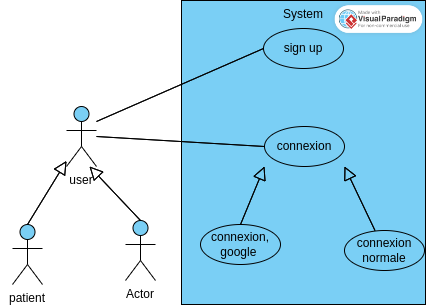 System
Made with
Visual Paradigm
For non-commercial use
sign up
connexion
user
connexion,
google
connexion
normale
patient
Actor